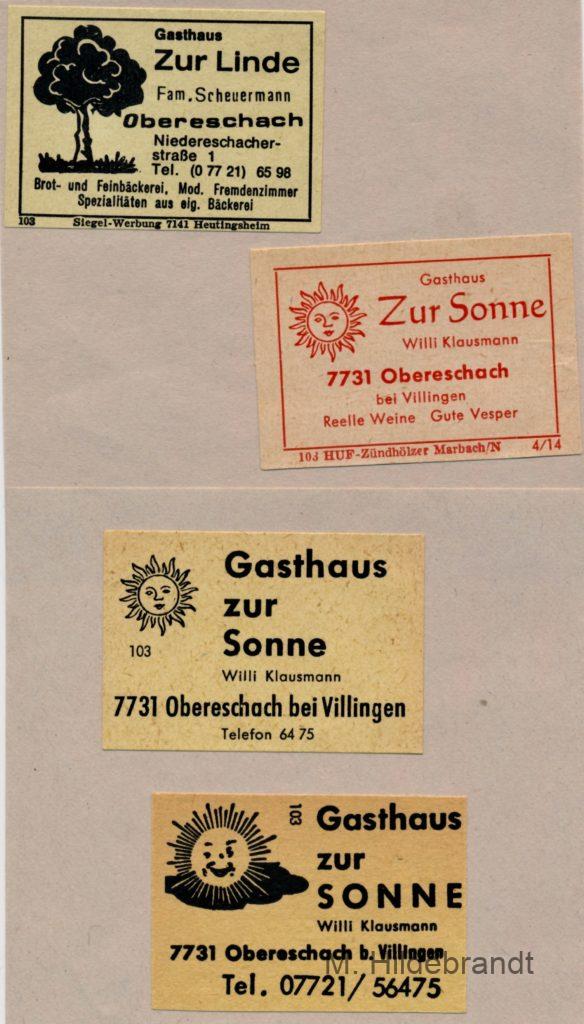 Gasthaus
Zur Linde
Fam. Scheuermann
Obereschach
Niedereschacher-
straße 1
Tel. (0 77 21) 65 98
Brot- und Feinbäckerei, Mod. Fremdenzimmer
Spezialitäten aus eig. Bäckerei
103 Siegel-Werbung 7141 Heutingsheim
Gasthaus
Zur Sonne
Willi Klausmann
7731 Obereschach
bei Villingen
Reelle Weine Gute Vesper
103 HUF-Zündhölzer Marbach/N 4/14
Gasthaus
zur
Sonne
103
Willi Klausmann
7731 Obereschach bei Villingen
Telefon 64 75
103
Gasthaus
zur
SONNE
Willi Klausmann
7731 Obereschach b. Villingen
Tel. 07721/56475
M. Hildebrandt